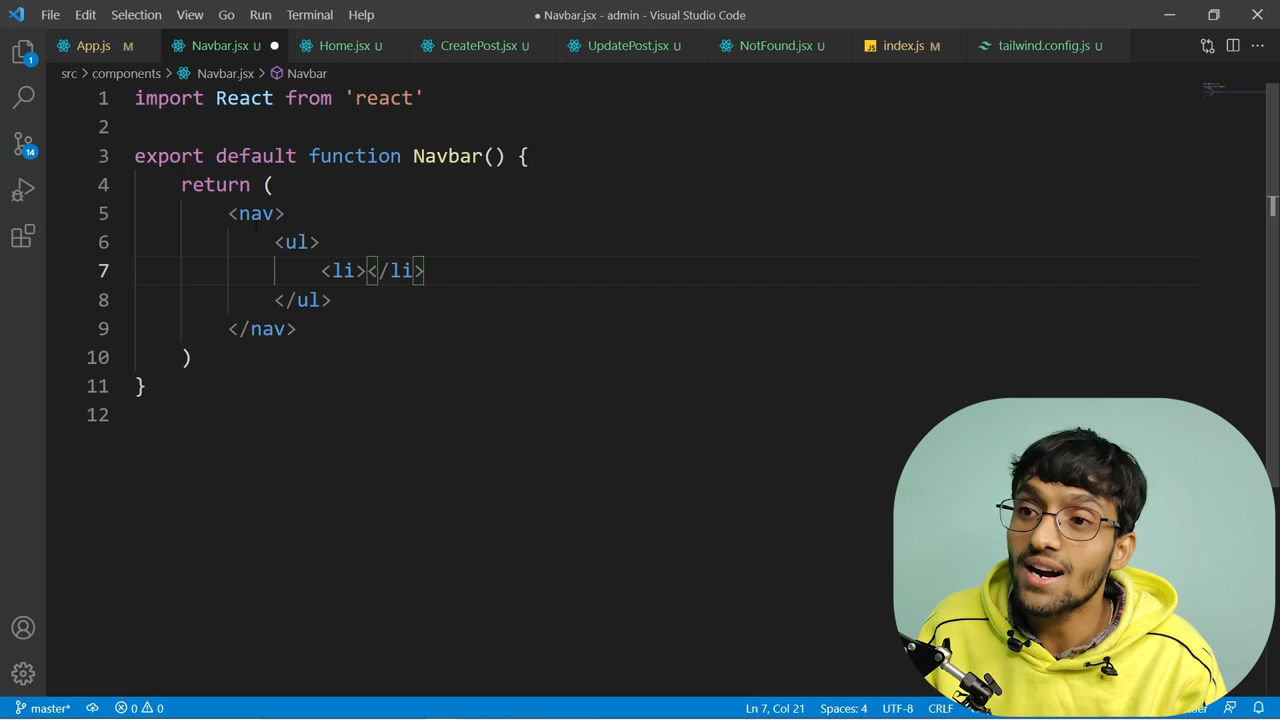 File Edit Selection View Go Run Terminal Help ● Navbar.jsx - admin - Visual Studio Code
App.js M Navbar.jsx U ● Home.jsx U CreatePost.jsx U UpdatePost.jsx U NotFound.jsx U JS index.js M tailwind.config.js U
src > components > Navbar.jsx > Navbar
1 import React from 'react'
2
3 export default function Navbar() {
4 return (
5 <nav>
6 <ul>
7 <li></li>
8 </ul>
9 </nav>
10 )
11 }
12
1
14
master* 0 0 Ln 7, Col 21 Spaces: 4 UTF-8 CRLF